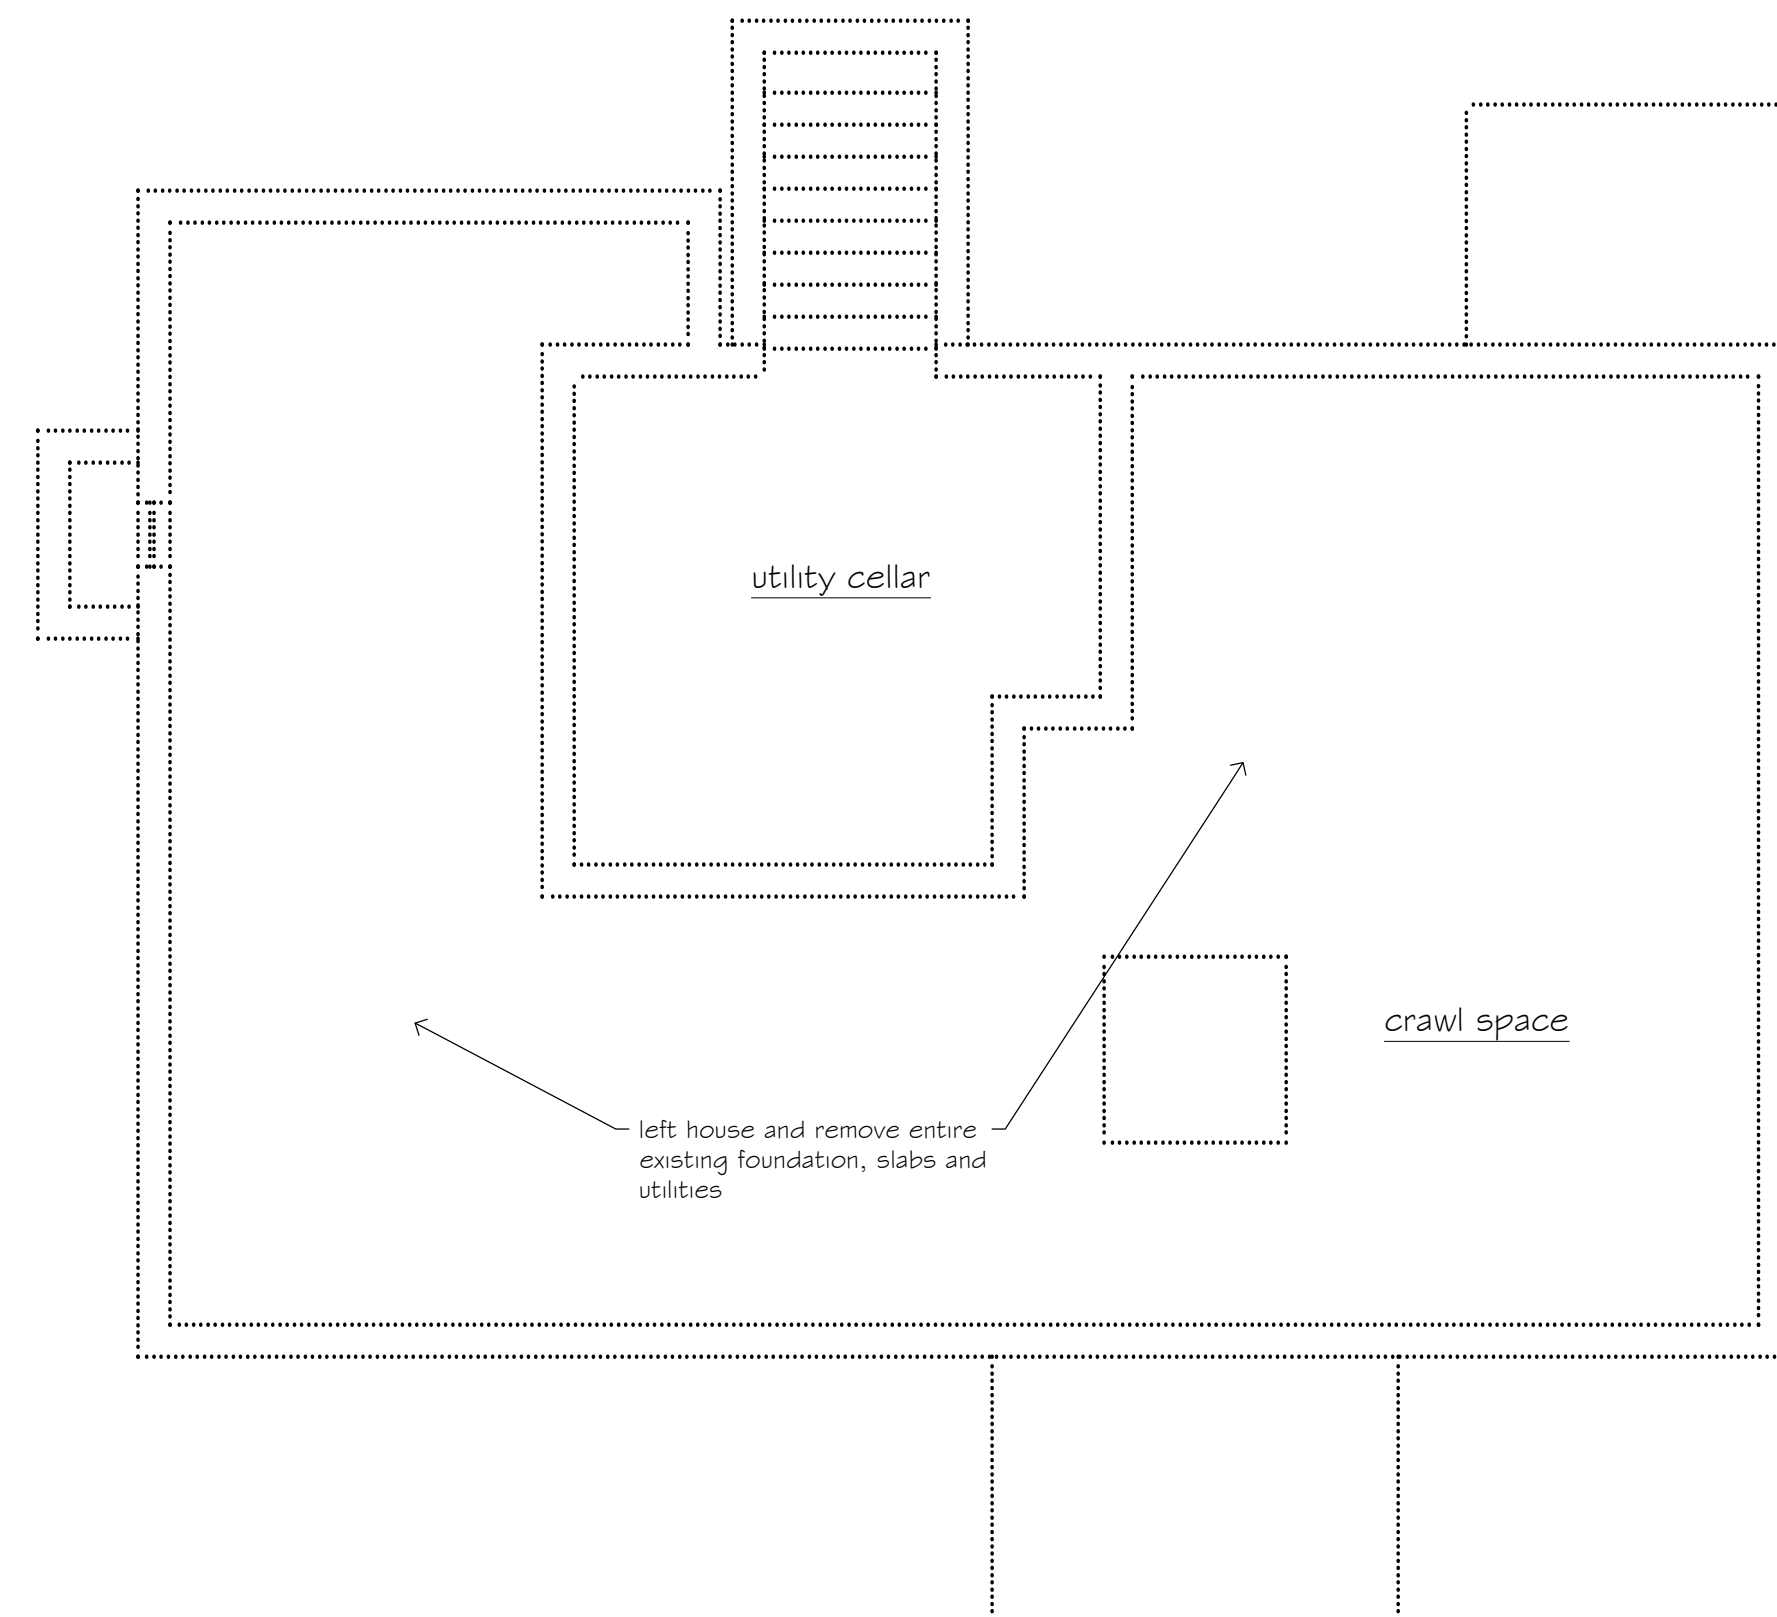 utility cellar
crawl space
left house and remove entire
existing foundation, slabs and
utilities